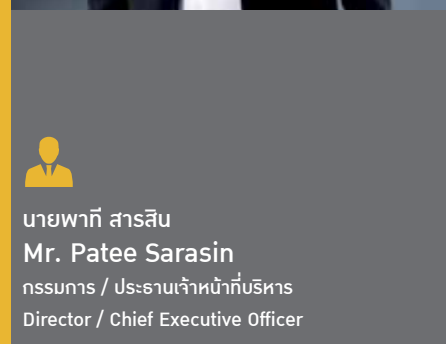 นายพาที สารสิน
Mr. Patee Sarasin
กรรมการ / ประธานเจ้าหน้าที่บริหาร
Director / Chief Executive Officer